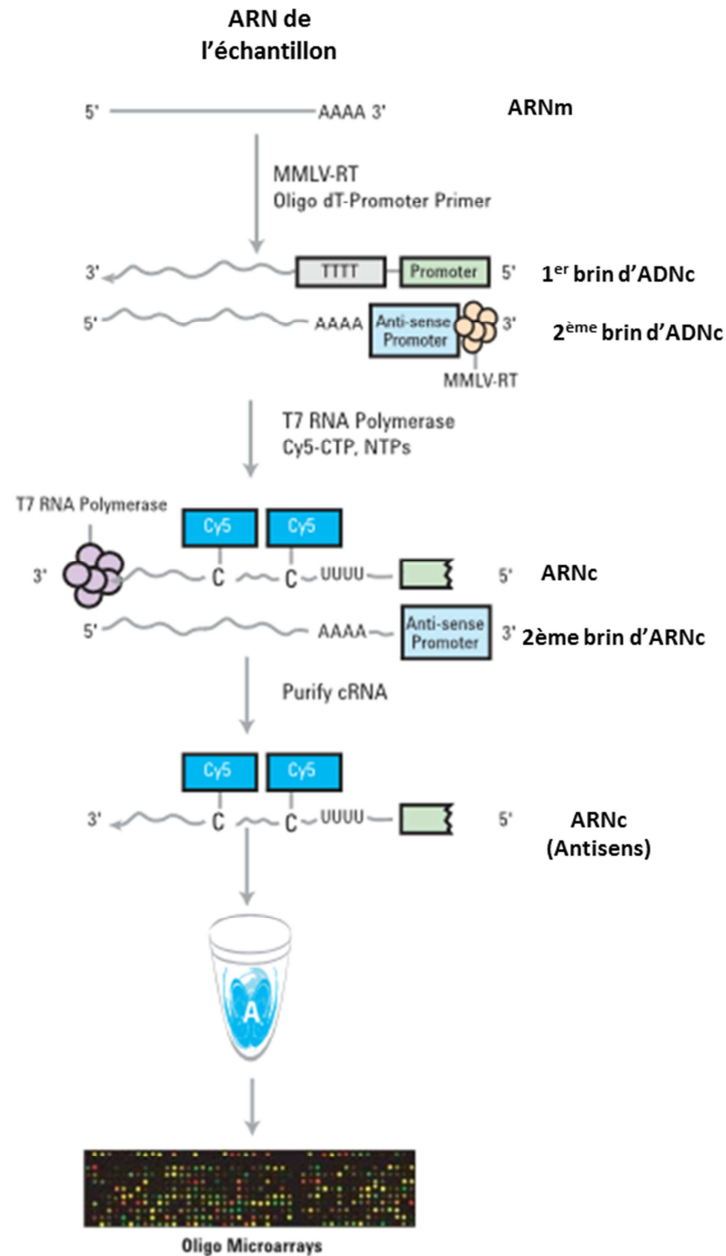 ARN de
l’échantillon
5' AAAA 3' ARNm
MMLV-RT
Oligo dT-Promoter Primer
3' TTTT Promoter 5' 1er brin d’ADNc
5' AAAA Anti-sense Promoter 3' 2ème brin d’ADNc
MMLV-RT
T7 RNA Polymerase
Cy5-CTP, NTPs
T7 RNA Polymerase
Cy5 Cy5
3' C C UUUU 5' ARNc
5' AAAA Anti-sense Promoter 3' 2ème brin d’ARNc
Purify cRNA
Cy5 Cy5
3' C C UUUU 5' ARNc
(Antisens)
A
Oligo Microarrays